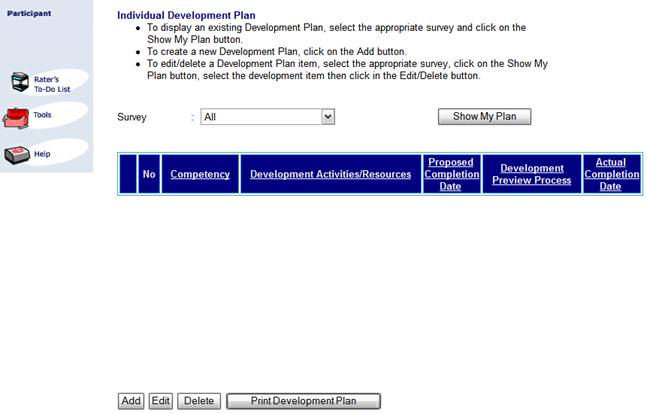 Participant
Rater's
To-Do List
Tools
Help
Individual Development Plan
• To display an existing Development Plan, select the appropriate survey and click on the
Show My Plan button.
• To create a new Development Plan, click on the Add button.
• To edit/delete a Development Plan item, select the appropriate survey, click on the Show My
Plan button, select the development item then click in the Edit/Delete button.
Survey : All Show My Plan
No Competency Development Activities/Resources Proposed Completion Date Development Preview Process Actual Completion Date
Add Edit Delete Print Development Plan